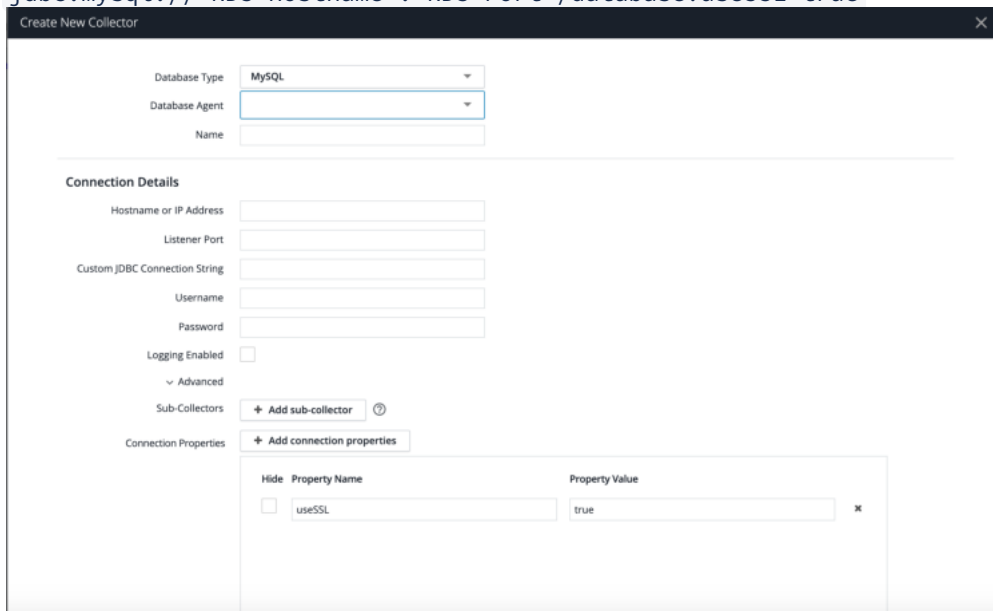 Create New Collector
Database Type MySQL
Database Agent
Name
Connection Details
Hostname or IP Address
Listener Port
Custom JDBC Connection String
Username
Password
Logging Enabled
Advanced
Sub-Collectors + Add sub-collector ?
Connection Properties + Add connection properties
Hide Property Name Property Value
useSSL true